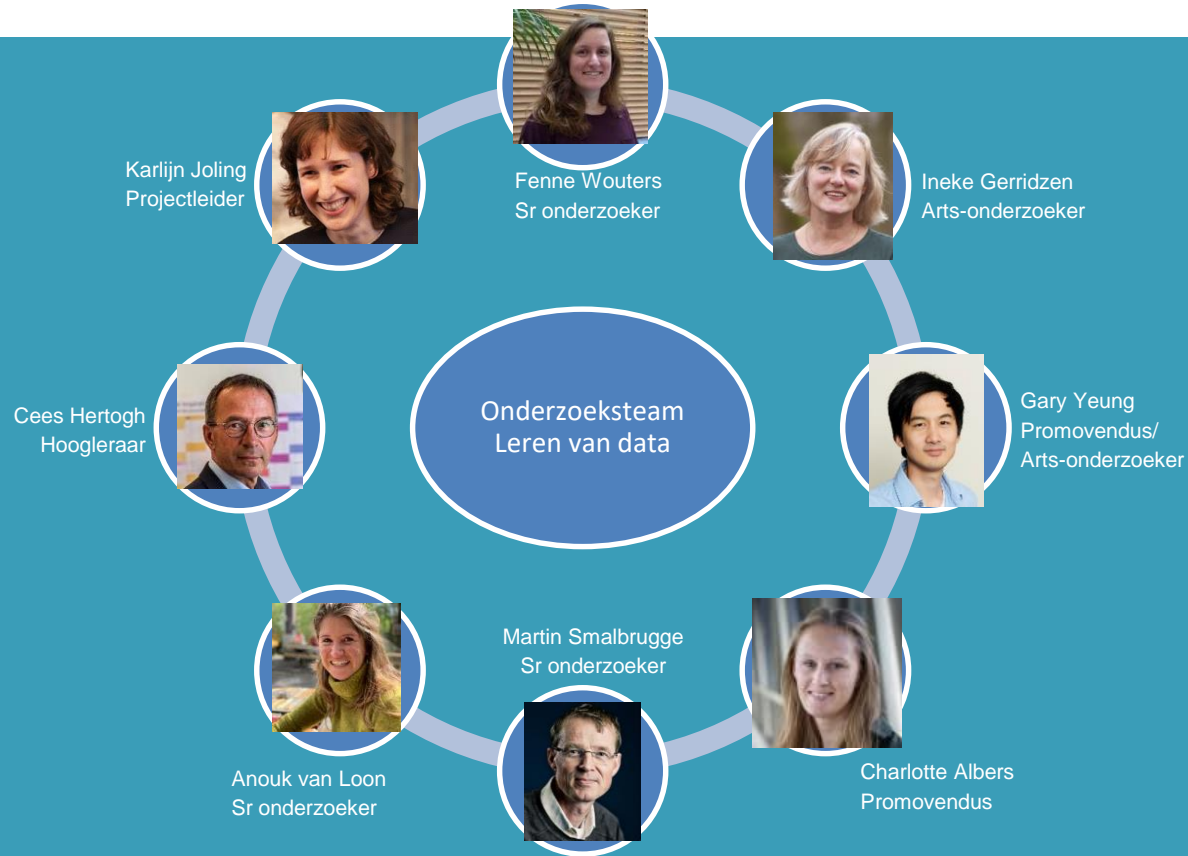 Fenne Wouters
Sr onderzoeker
Karlijn Joling
Projectleider
Ineke Gerridzen
Arts-onderzoeker
Onderzoeksteam
Leren van data
Cees Hertogh
Hoogleraar
Gary Yeung
Promovendus/
Arts-onderzoeker
Martin Smalbrugge
Sr onderzoeker
Anouk van Loon
Sr onderzoeker
Charlotte Albers
Promovendus